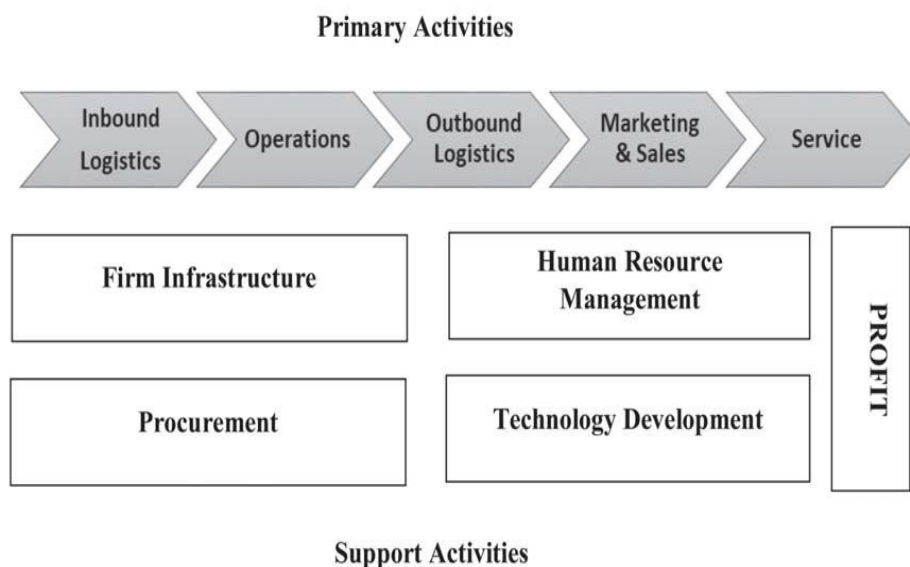 Primary Activities
Inbound
Logistics
Operations
Outbound
Logistics
Marketing
& Sales
Service
Firm Infrastructure
Human Resource
Management
PROFIT
Procurement
Technology Development
Support Activities